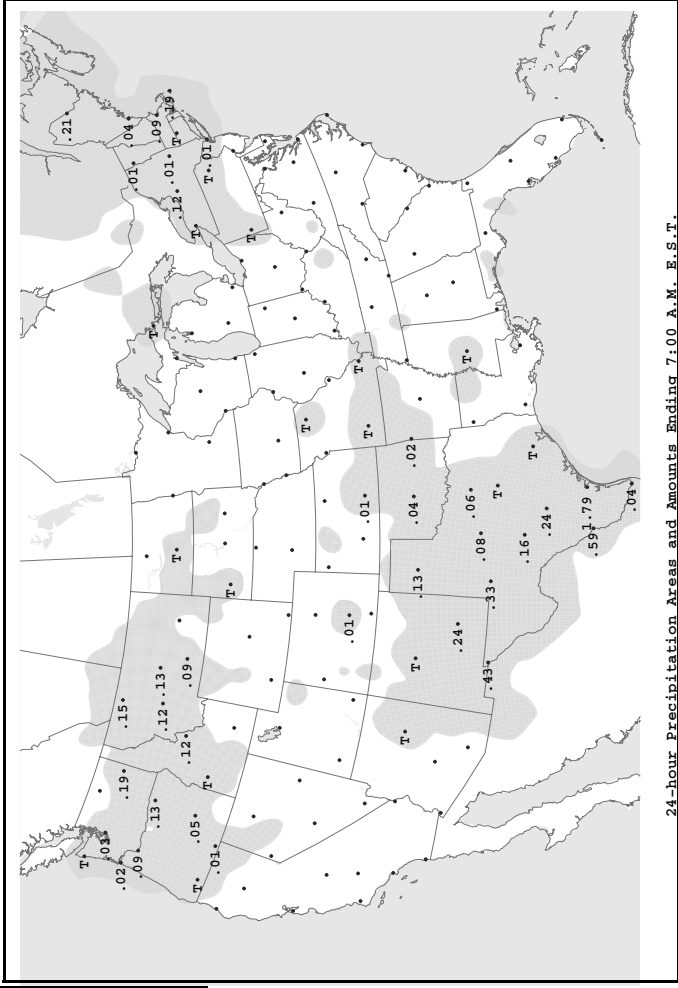 .21
T
.03
.02
.19
.15
.01
.04
.09
.13
T
.09
.12
.13
.01
.19
T
.12
T
.12
.09
T
.05
T
T
T
.01
.01
T
T
T
.01
T
.01
T
T
T
.13
.04
.02
.24
T
.06
.08
.43
.33
T
.16
T
.24
.59
1.79
.04
24-hour Precipitation Areas and Amounts Ending 7:00 A.M. E.S.T.